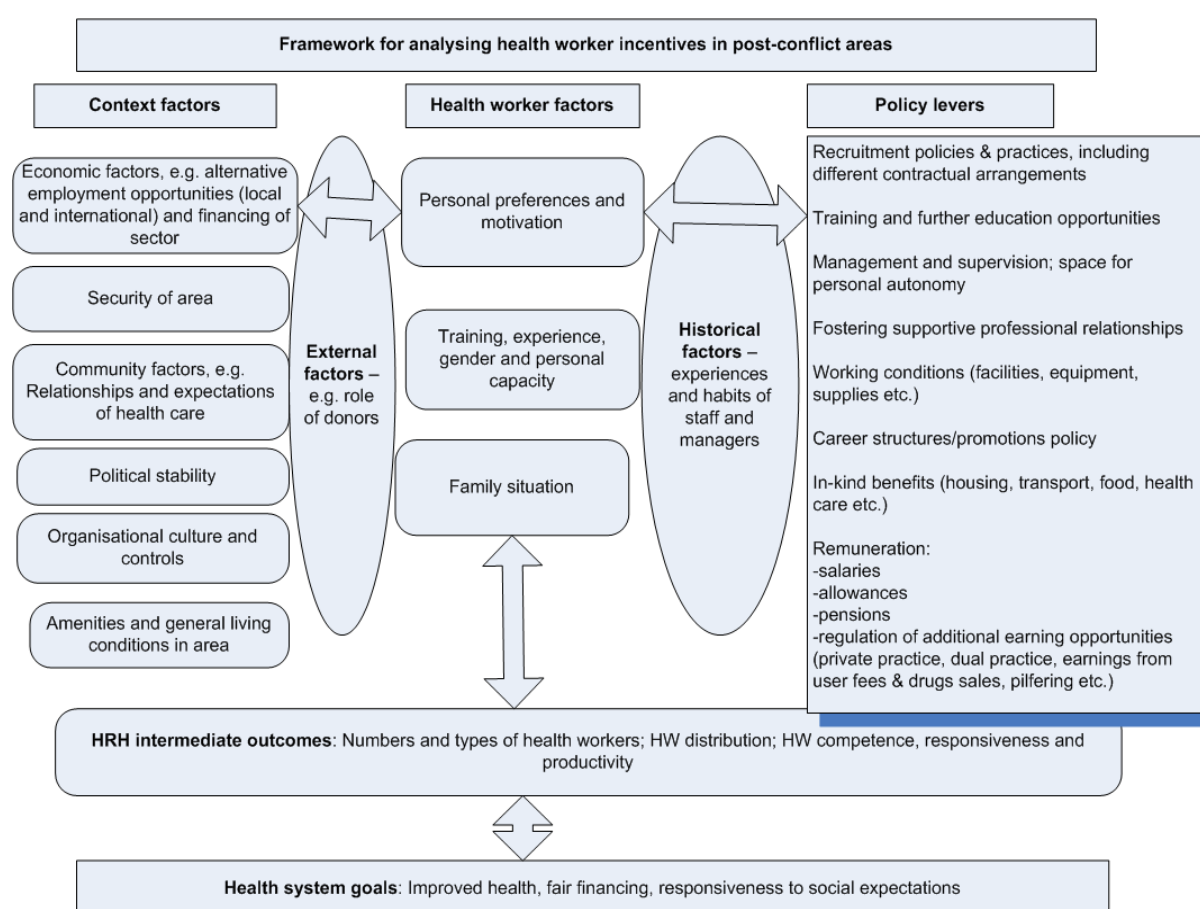 Framework for analysing health worker incentives in post-conflict areas
Context factors
Health worker factors
Policy levers
Economic factors, e.g. alternative
employment opportunities (local
and international) and financing of
sector
Security of area
Community factors, e.g.
Relationships and expectations
of health care
Political stability
Organisational culture and
controls
Amenities and general living
conditions in area
External
factors –
e.g. role
of donors
Personal preferences and
motivation
Training, experience,
gender and personal
capacity
Family situation
Historical
factors –
experiences
and habits of
staff and
managers
Recruitment policies & practices, including
different contractual arrangements
Training and further education opportunities
Management and supervision; space for
personal autonomy
Fostering supportive professional relationships
Working conditions (facilities, equipment,
supplies etc.)
Career structures/promotions policy
In-kind benefits (housing, transport, food, health
care etc.)
Remuneration:
-salaries
-allowances
-pensions
-regulation of additional earning opportunities
(private practice, dual practice, earnings from
user fees & drugs sales, pilfering etc.)
HRH intermediate outcomes: Numbers and types of health workers; HW distribution; HW competence, responsiveness and
productivity
Health system goals: Improved health, fair financing, responsiveness to social expectations